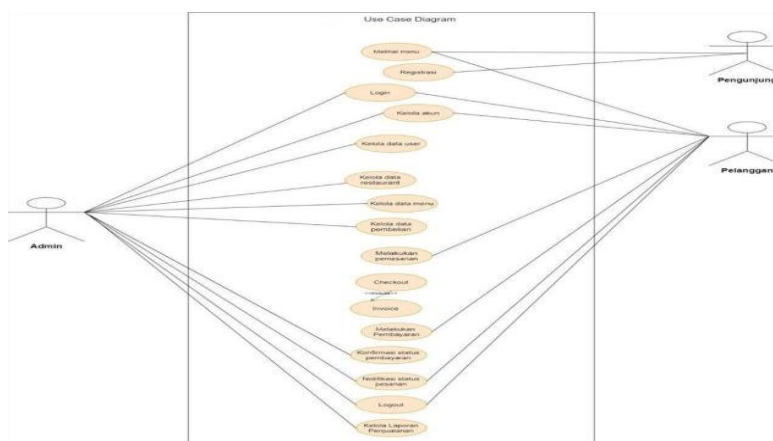 Use Case Diagram
Melihat menu
Registrasi
Pengunjung
Login
Kelola akun
Kelola data user
Pelanggan
Kelola data
restaurant
Kelola data menu
Kelola data
pembelian
Admin
Melakukan
pemesanan
Checkout
Invoice
Melakukan
Pembayaran
Konfirmasi status
pembayaran
Notifikasi status
pesanan
Logout
Kelola Laporan
Penjualanan